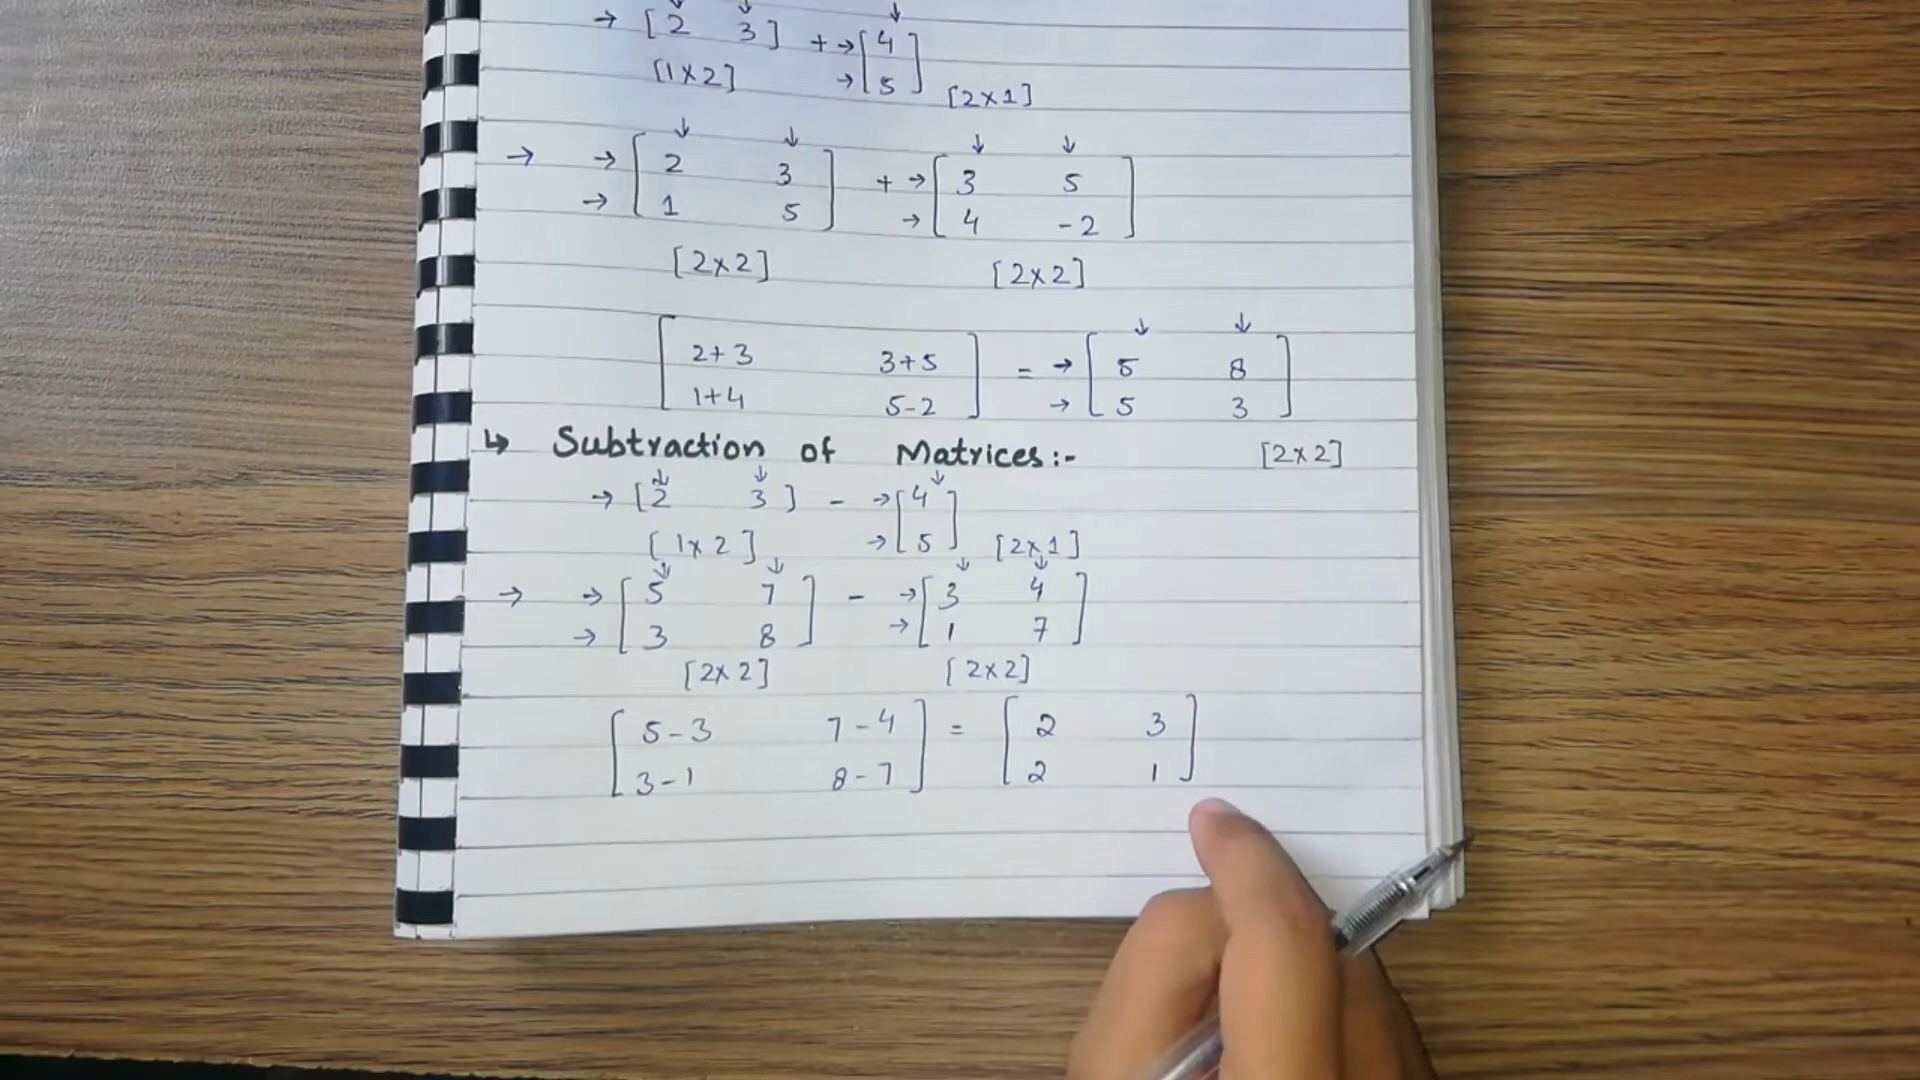 → [2 3] + → [4
[1×2] → 5] [2×1]
↓ ↓ ↓ ↓
→ → [2 3 + → [3 5
→ 1 5] → 4 -2]
[2×2] [2×2]
↓ ↓
[2+3 3+5 = → [5 8
1+4 5-2] → 5 3]
↳ Subtraction of Matrices:- [2×2]
↓ ↓ ↓
→ [2 3] - → [4
[1×2] → 5] [2×1]
↓ ↓ ↓ ↓
→ → [5 7 - → [3 4
→ 3 8] → 1 7]
[2×2] [2×2]
[5-3 7-4 = [2 3
3-1 8-7] 2 1]